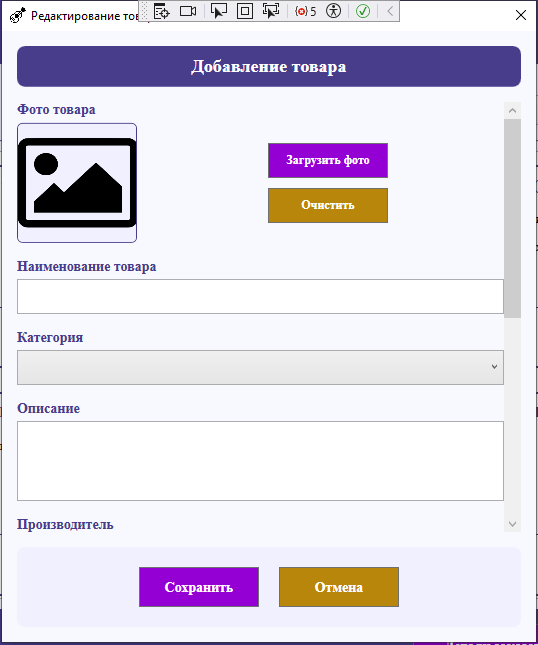 Редактирование това
5
Добавление товара
Фото товара
Загрузить фото
Очистить
Наименование товара
Категория
Описание
Производитель
Сохранить
Отмена